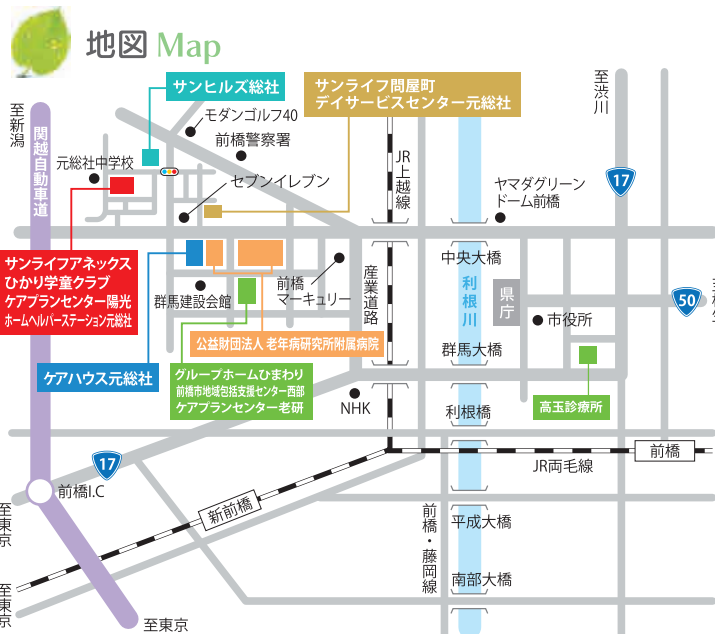 地図 Map
サンヒルズ総社
サンライフ問屋町
デイサービスセンター元総社
至渋川
至新潟
関越自動車道
モダンゴルフ40
前橋警察署
元総社中学校
セブンイレブン
JR上越線
17
ヤマダグリーン
ドーム前橋
サンライフアネックス
ひかり学童クラブ
ケアプランセンター陽光
ホームヘルパーステーション元総社
群馬建設会館
前橋
マーキュリー
産業道路
中央大橋
利根川
県庁
市役所
50
公益財団法人 老年病研究所附属病院
群馬大橋
ケアハウス元総社
グループホームひまわり
前橋市地域包括支援センター西部
ケアプランセンター老研
NHK
利根橋
高玉診療所
17
前橋I.C
JR両毛線
前橋
新前橋
前橋・藤岡線
平成大橋
南部大橋
至東京
至東京
至東京